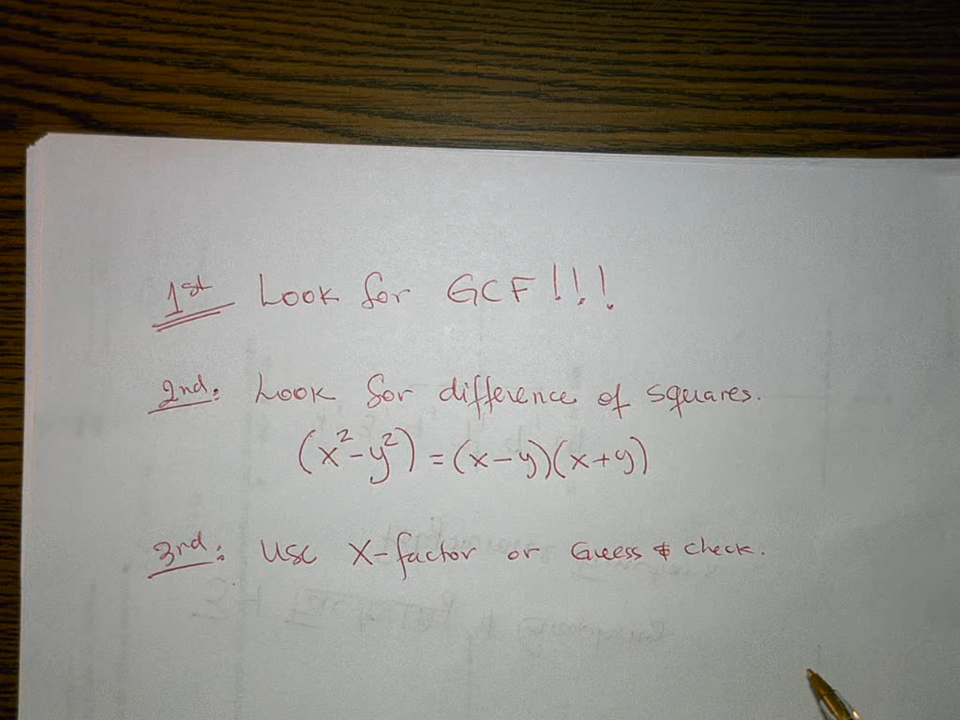 1st Look for GCF!!!
2nd: Look for difference of squares.
(x²-y²) = (x-y)(x+y)
3rd: Use X-factor or Guess & check.